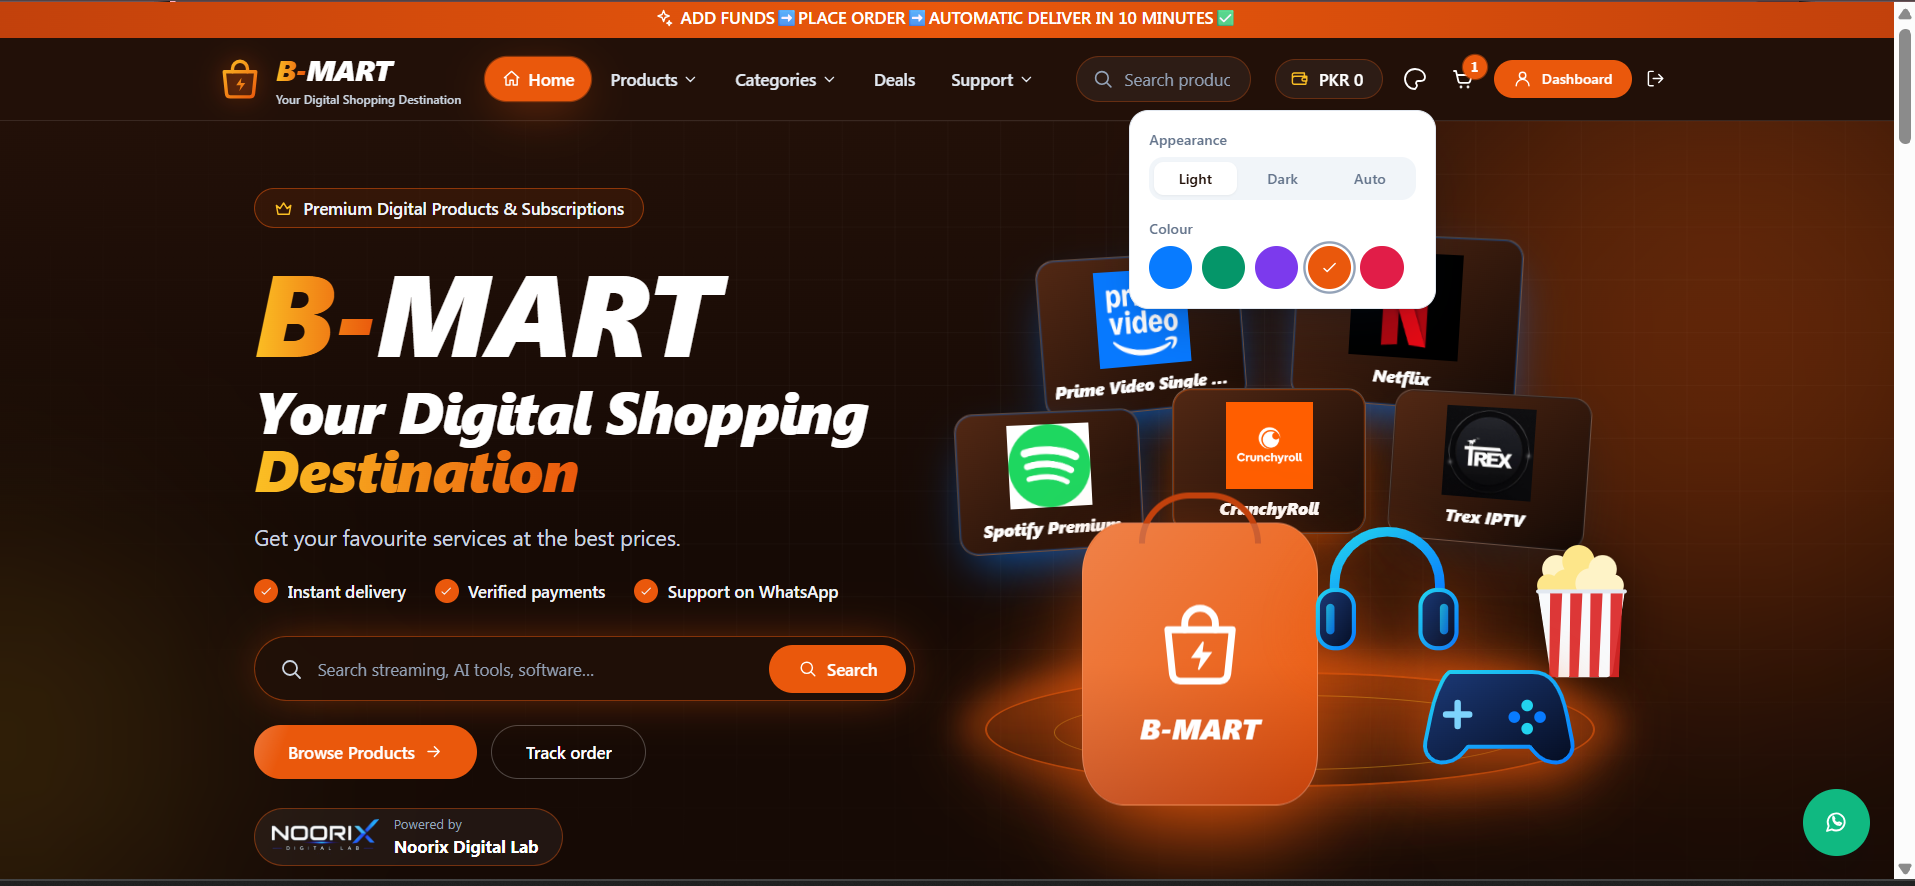 ADD FUNDS ➡️ PLACE ORDER ➡️ AUTOMATIC DELIVER IN 10 MINUTES ✅
B-MART
Your Digital Shopping Destination
Home
Products
Categories
Deals
Support
Search produc
PKR 0
1
Dashboard
Appearance
Light
Dark
Auto
Colour
Premium Digital Products & Subscriptions
B-MART
Your Digital Shopping
Destination
Get your favourite services at the best prices.
Instant delivery
Verified payments
Support on WhatsApp
Search streaming, AI tools, software...
Search
Browse Products
Track order
NOORIX
DIGITAL LAB
Powered by
Noorix Digital Lab
pr
video
Prime Video Single ...
N
Netflix
Spotify Premium
Crunchyroll
CrunchyRoll
TREX
Trex IPTV
B-MART